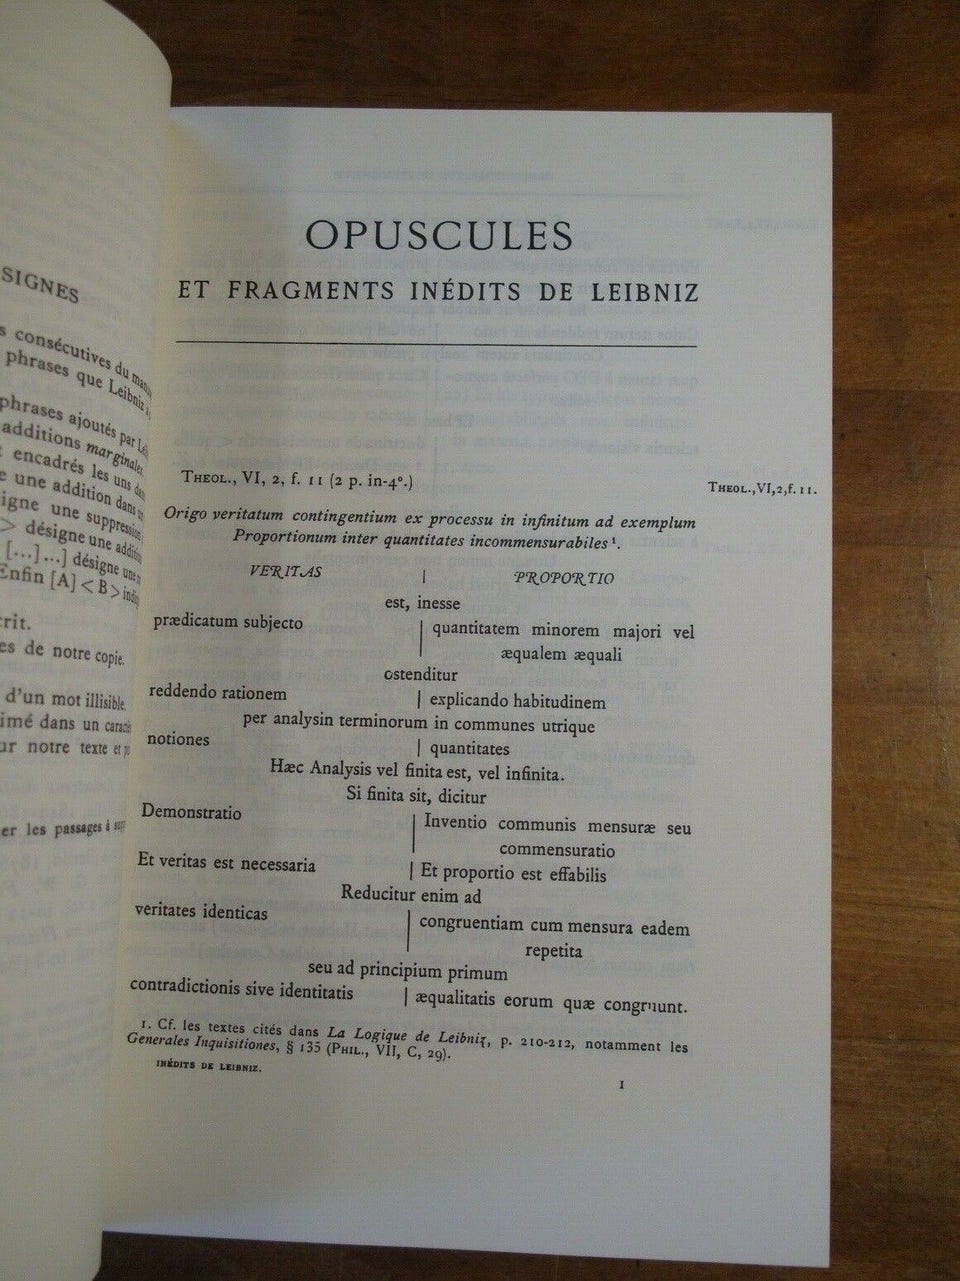 SIGNES
s consécutives du
phrases que Leibniz
phrases ajoutés par
additions marginales.
encadrés les uns
e une addition dans
igne une suppression
> désigne une
[...]...] désigne
Enfin [A] < B >
crit.
es de notre copie.
d'un mot illisible.
imé dans un
ur notre texte et
er les passages à
OPUSCULES
ET FRAGMENTS INÉDITS DE LEIBNIZ
THEOL., VI, 2, f. 11 (2 p. in-4°.)
THEOL., VI, 2, f. 11.
Origo veritatum contingentium ex processu in infinitum ad exemplum
Proportionum inter quantitates incommensurabiles¹.
VERITAS | PROPORTIO
est, inesse
prædicatum subjecto | quantitatem minorem majori vel
æqualem æquali
ostenditur
reddendo rationem | explicando habitudinem
per analysin terminorum in communes utrique
notiones | quantitates
Hæc Analysis vel finita est, vel infinita.
Si finita sit, dicitur
Demonstratio | Inventio communis mensuræ seu
commensuratio
Et veritas est necessaria | Et proportio est effabilis
Reducitur enim ad
veritates identicas | congruentiam cum mensura eadem
repetita
seu ad principium primum
contradictionis sive identitatis | æqualitatis eorum quæ congruunt.
1. Cf. les textes cités dans La Logique de Leibniz, p. 210-212, notamment les
Generales Inquisitiones, § 135 (PHIL., VII, C, 29).
INÉDITS DE LEIBNIZ.
1